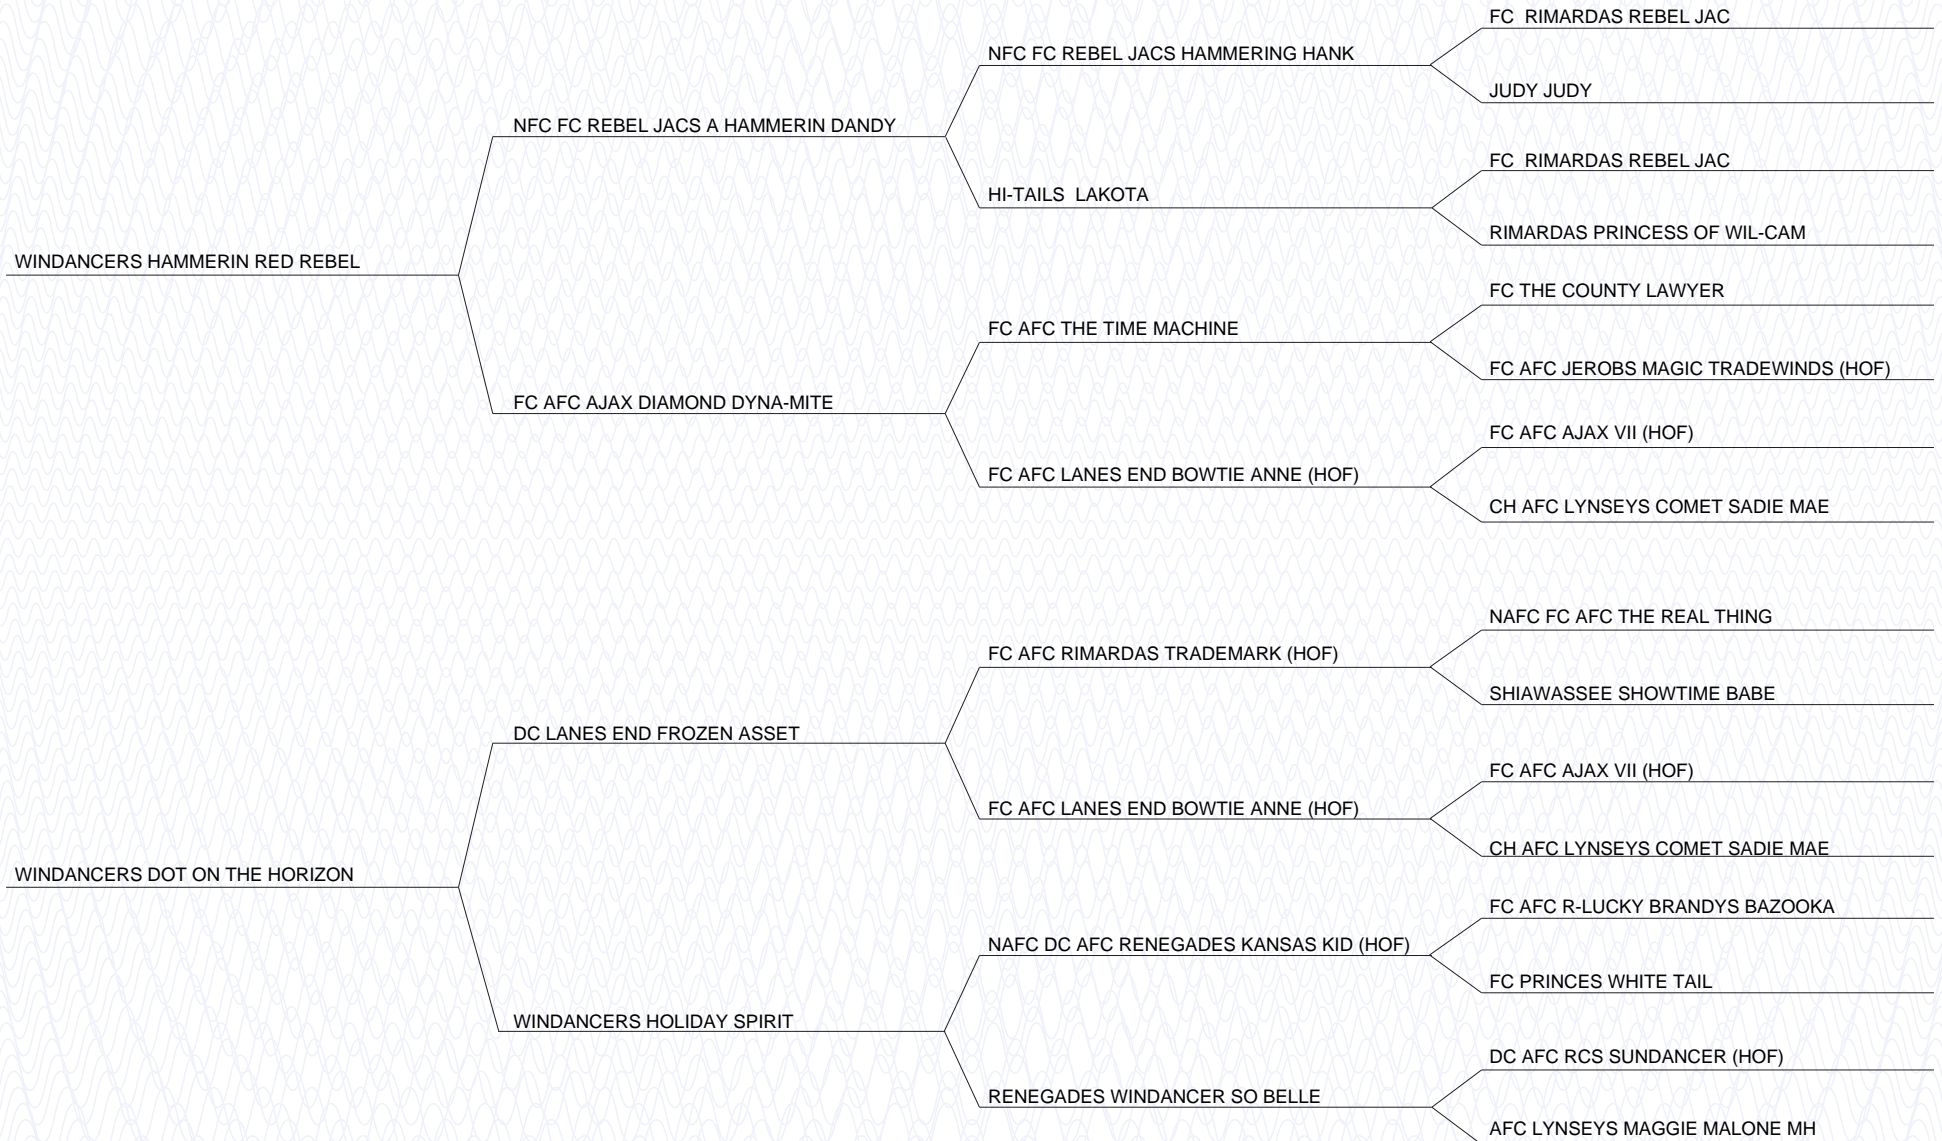 FC  RIMARDAS REBEL JAC
NFC FC REBEL JACS HAMMERING HANK
JUDY JUDY
NFC FC REBEL JACS A HAMMERIN DANDY
FC  RIMARDAS REBEL JAC
HI-TAILS  LAKOTA
RIMARDAS PRINCESS OF WIL-CAM
WINDANCERS HAMMERIN RED REBEL
FC THE COUNTY LAWYER
FC AFC THE TIME MACHINE
FC AFC JEROBS MAGIC TRADEWINDS (HOF)
FC AFC AJAX DIAMOND DYNA-MITE
FC AFC AJAX VII (HOF)
FC AFC LANES END BOWTIE ANNE (HOF)
CH AFC LYNSEYS COMET SADIE MAE
NAFC FC AFC THE REAL THING
FC AFC RIMARDAS TRADEMARK (HOF)
SHIAWASSEE SHOWTIME BABE
DC LANES END FROZEN ASSET
FC AFC AJAX VII (HOF)
FC AFC LANES END BOWTIE ANNE (HOF)
CH AFC LYNSEYS COMET SADIE MAE
WINDANCERS DOT ON THE HORIZON
FC AFC R-LUCKY BRANDYS BAZOOKA
NAFC DC AFC RENEGADES KANSAS KID (HOF)
FC PRINCES WHITE TAIL
WINDANCERS HOLIDAY SPIRIT
DC AFC RCS SUNDANCER (HOF)
RENEGADES WINDANCER SO BELLE
AFC LYNSEYS MAGGIE MALONE MH